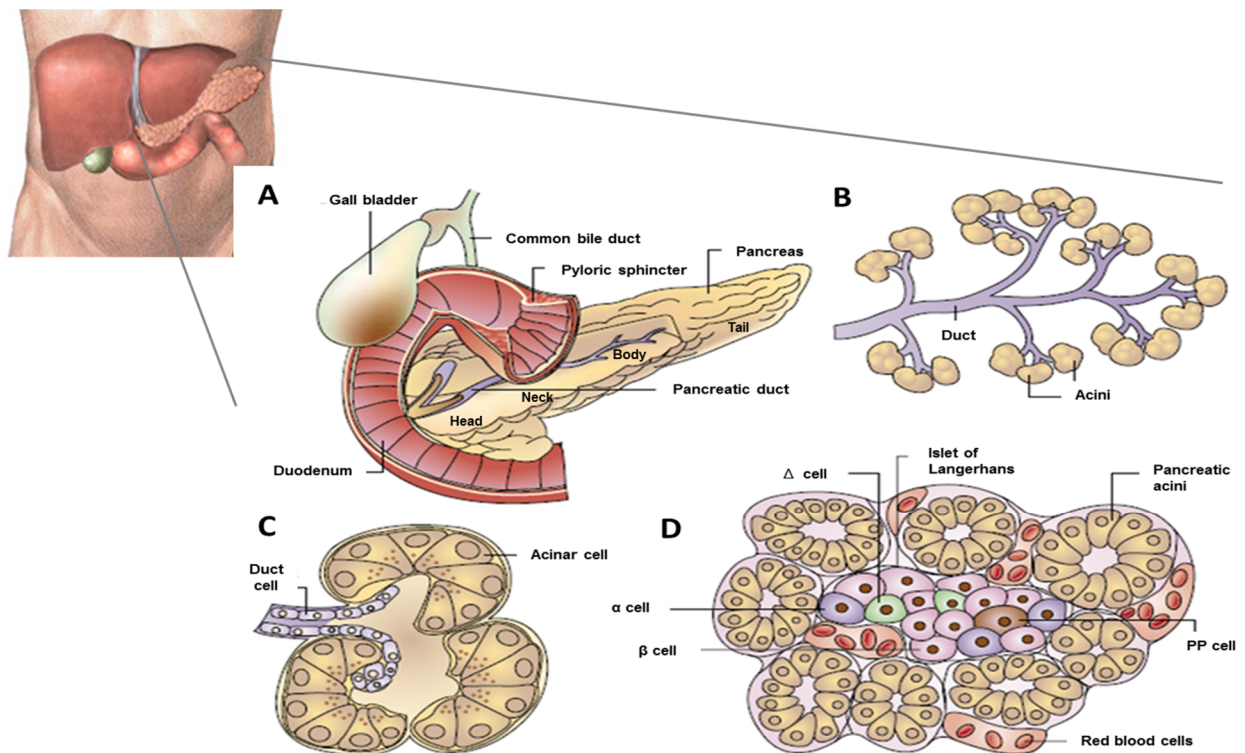 A
Gall bladder
Common bile duct
Pyloric sphincter
Pancreas
Tail
Body
Pancreatic duct
Neck
Head
Duodenum
B
Duct
Acini
C
Acinar cell
Duct
cell
D
Islet of
Langerhans
Δ cell
Pancreatic
acini
α cell
β cell
PP cell
Red blood cells